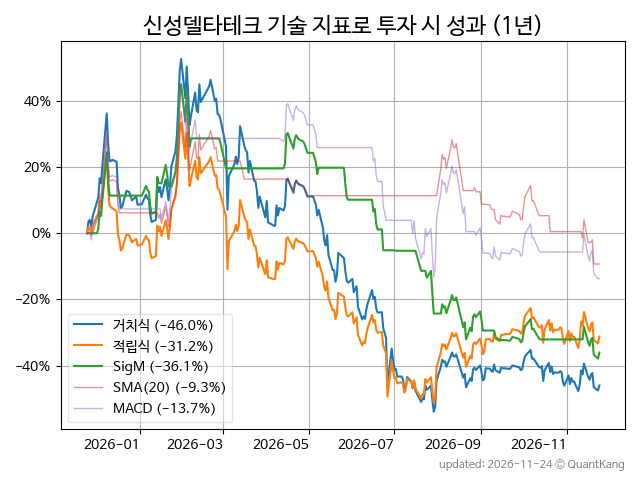 신성델타테크 기술 지표로 투자 시 성과 (1년)
40%
20%
0%
−20%
−40%
거치식 (−46.0%)
적립식 (−31.2%)
SigM (−36.1%)
SMA(20) (−9.3%)
MACD (−13.7%)
2026−01
2026−03
2026−05
2026−07
2026−09
2026−11
updated: 2026−11−24 © QuantKang